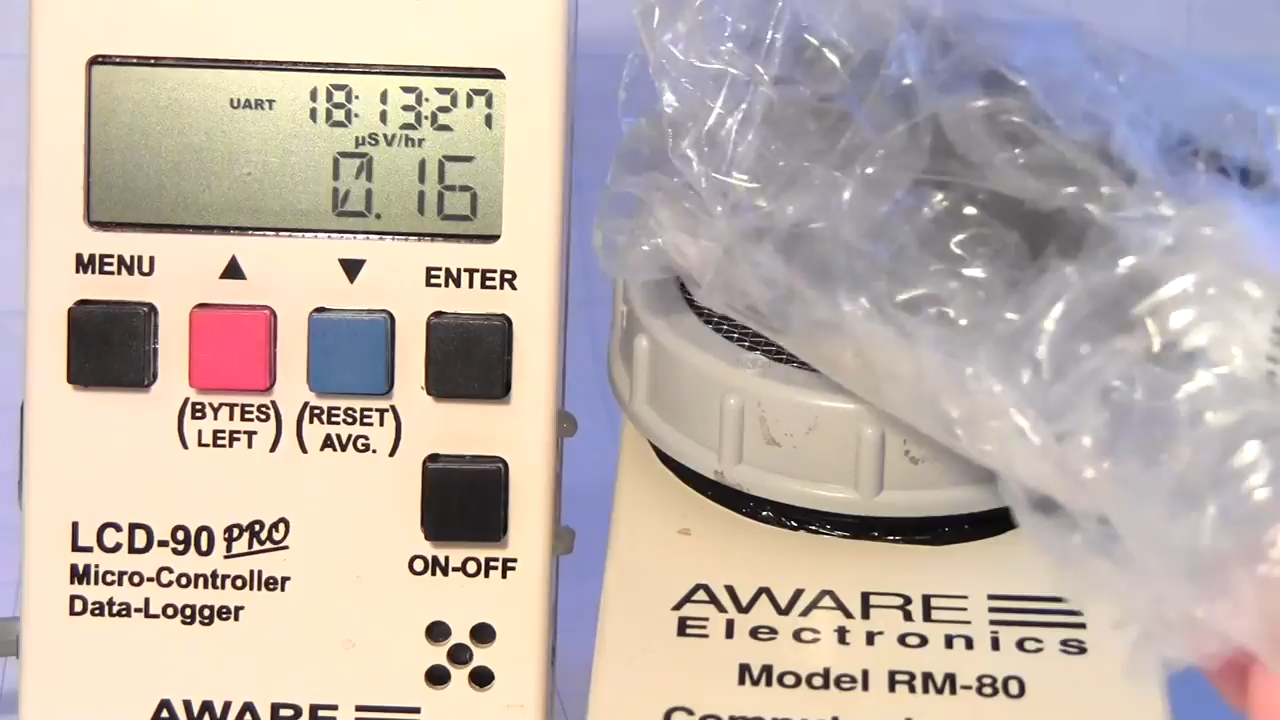 UART 18:13:27
µSV/hr
0.16
MENU ▲ ▼ ENTER
(BYTES LEFT) (RESET AVG.)
ON-OFF
LCD-90 PRO
Micro-Controller
Data-Logger
AWARE
AWARE
Electronics
Model RM-80